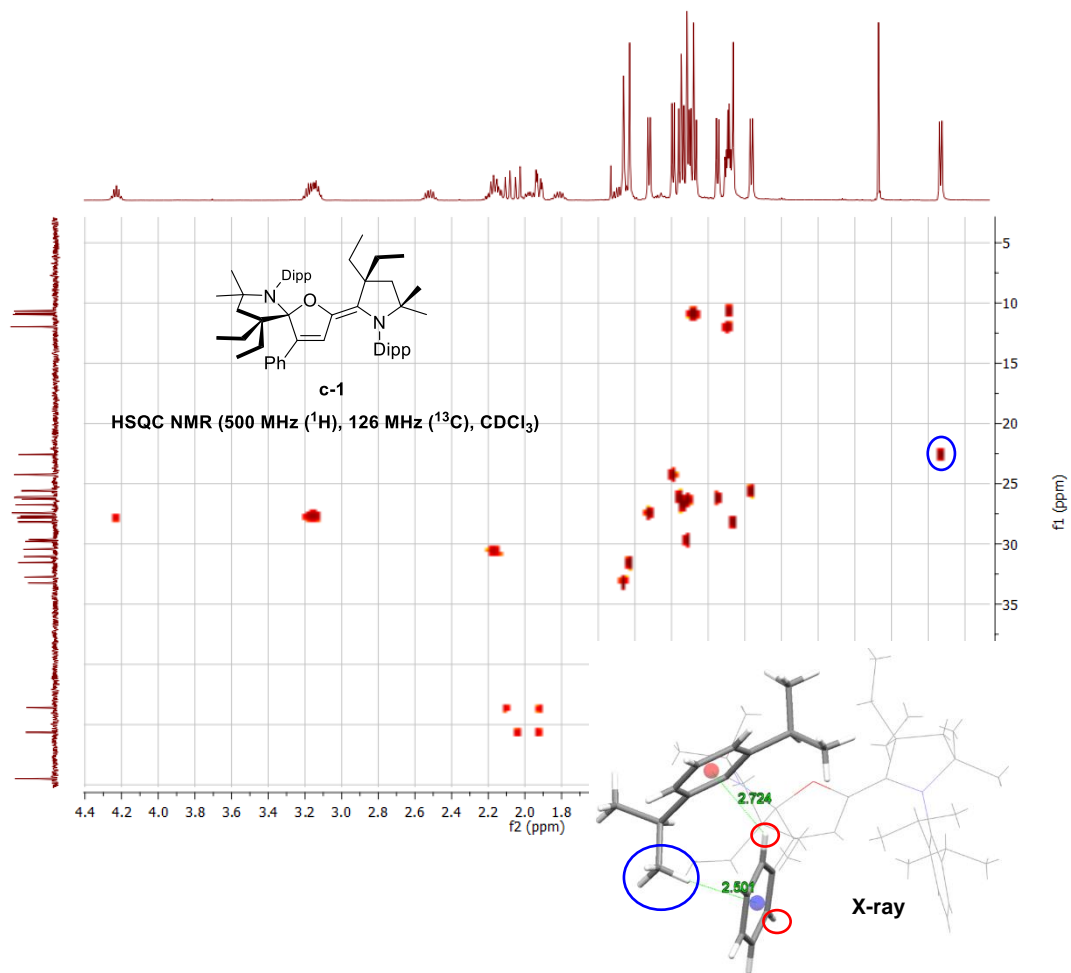 Dipp
N
O
N
Dipp
Ph
c-1
HSQC NMR (500 MHz (¹H), 126 MHz (¹³C), CDCl₃)
5
10
15
20
25
30
35
f1 (ppm)
4.4 4.2 4.0 3.8 3.6 3.4 3.2 3.0 2.8 2.6 2.4 2.2 2.0 1.8
f2 (ppm)
2.724
2.501
X-ray